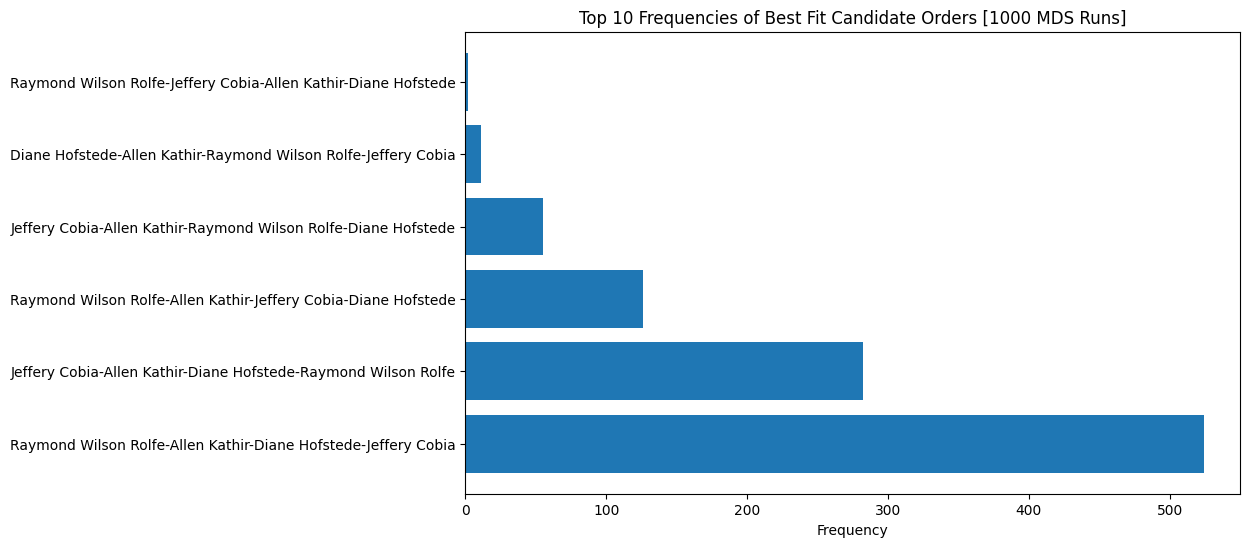 Top 10 Frequencies of Best Fit Candidate Orders [1000 MDS Runs]
Raymond Wilson Rolfe-Jeffery Cobia-Allen Kathir-Diane Hofstede
Diane Hofstede-Allen Kathir-Raymond Wilson Rolfe-Jeffery Cobia
Jeffery Cobia-Allen Kathir-Raymond Wilson Rolfe-Diane Hofstede
Raymond Wilson Rolfe-Allen Kathir-Jeffery Cobia-Diane Hofstede
Jeffery Cobia-Allen Kathir-Diane Hofstede-Raymond Wilson Rolfe
Raymond Wilson Rolfe-Allen Kathir-Diane Hofstede-Jeffery Cobia
0 100 200 300 400 500
Frequency